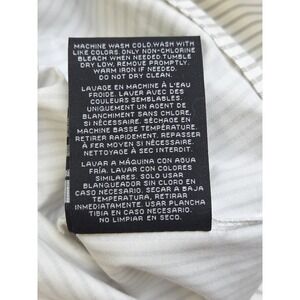 MACHINE WASH COLD.WASH WITH
LIKE COLORS. ONLY NON-CHLORINE
BLEACH WHEN NEEDED TUMBLE
DRY LOW, REMOVE PROMPTLY.
WARM IRON IF NEEDED.
DO NOT DRY CLEAN.
LAVAGE EN MACHINE À L'EAU
FROIDE. LAVER AVEC DES
COULEURS SEMBLABLES.
UNIQUEMENT UN AGENT DE
BLANCHIMENT SANS CHLORE,
SI NÉCESSAIRE. SÉCHAGE EN
MACHINE BASSE TEMPÉRATURE.
RETIRER RAPIDEMENT. REPASSER
À FER MOYEN SI NÉCESSAIRE.
NETTOYAGE À SEC INTERDIT.
LAVAR A MÁQUINA CON AGUA
FRÍA. LAVAR CON COLORES
SIMILARES. SOLO USAR
BLANQUEADOR SIN CLORO EN
CASO NECESARIO. SECAR A BAJA
TEMPERATURA, RETIRAR
INMEDIATAMENTE. USAR PLANCHA
TIBIA EN CASO NECESARIO.
NO LIMPIAR EN SECO.